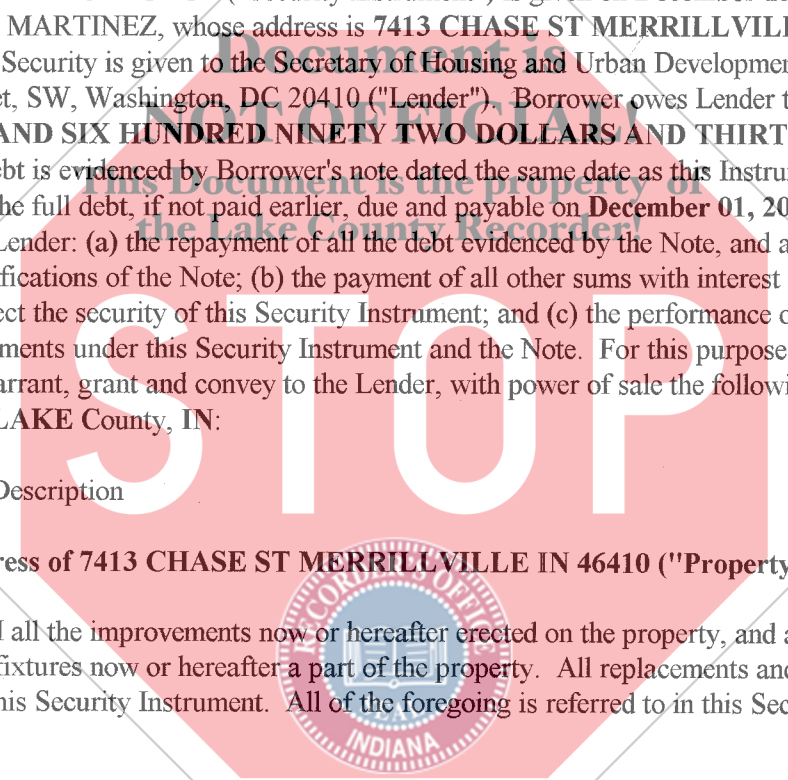 MARTINEZ, whose address is 7413 CHASE ST MERRILLVILLE
Document is
Security is given to the Secretary of Housing and Urban Developmen
et, SW, Washington, DC 20410 ("Lender"). Borrower owes Lender t
NOT OFFICIAL!
AND SIX HUNDRED NINETY TWO DOLLARS AND THIRT
ebt is evidenced by Borrower's note dated the same date as this Instru
This Document is the property of
he full debt, if not paid earlier, due and payable on December 01, 20
the Lake County Recorder!
Lender: (a) the repayment of all the debt evidenced by the Note, and a
ifications of the Note; (b) the payment of all other sums with interest
ect the security of this Security Instrument; and (c) the performance o
ments under this Security Instrument and the Note. For this purpose
arrant, grant and convey to the Lender, with power of sale the followi
LAKE County, IN:
STOP
Description
ress of 7413 CHASE ST MERRILLVILLE IN 46410 ("Property
all the improvements now or hereafter erected on the property, and a
fixtures now or hereafter a part of the property. All replacements and
his Security Instrument. All of the foregoing is referred to in this Sec
RECORDER'S OFFICE
INDIANA